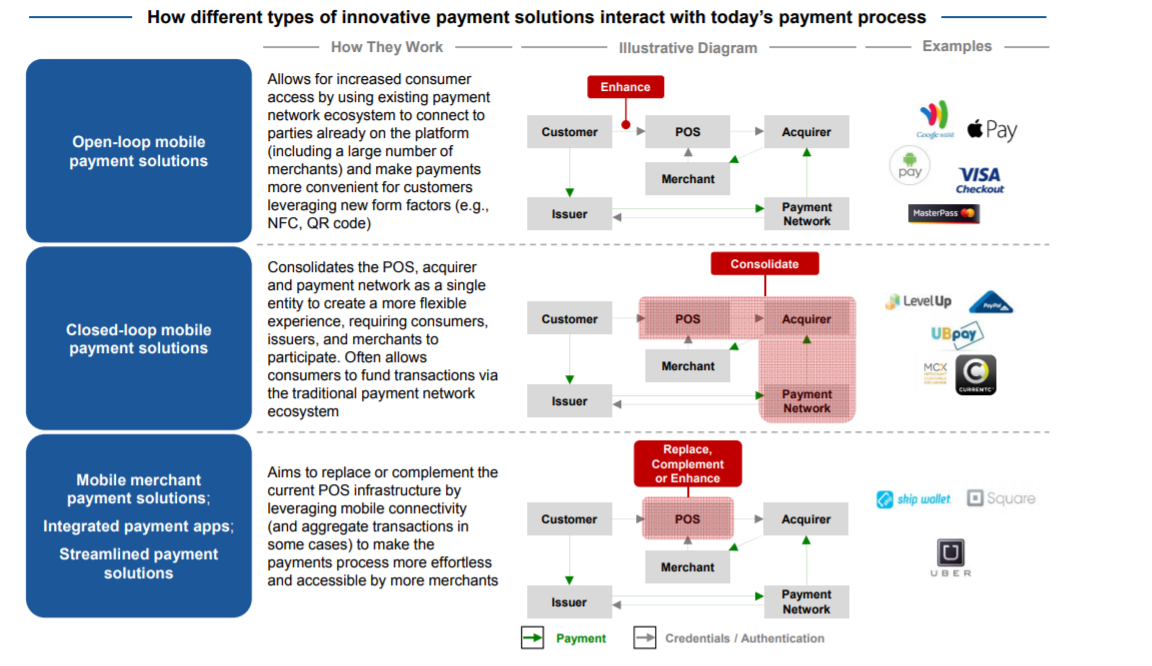 How different types of innovative payment solutions interact with today's payment process
How They Work
Illustrative Diagram
Examples
Open-loop mobile
payment solutions
Allows for increased consumer
access by using existing payment
network ecosystem to connect to
parties already on the platform
(including a large number of
merchants) and make payments
more convenient for customers
leveraging new form factors (e.g.,
NFC, QR code)
Enhance
Customer
POS
Acquirer
Merchant
Issuer
Payment
Network
Google wallet
Pay
pay
VISA
Checkout
MasterPass
Closed-loop mobile
payment solutions
Consolidates the POS, acquirer
and payment network as a single
entity to create a more flexible
experience, requiring consumers,
issuers, and merchants to
participate. Often allows
consumers to fund transactions via
the traditional payment network
ecosystem
Consolidate
Customer
POS
Acquirer
Merchant
Issuer
Payment
Network
LevelUp
PayPal
UBpay
MCX
CURRENTC
Mobile merchant
payment solutions;
Integrated payment apps;
Streamlined payment
solutions
Aims to replace or complement the
current POS infrastructure by
leveraging mobile connectivity
(and aggregate transactions in
some cases) to make the
payments process more effortless
and accessible by more merchants
Replace,
Complement
or Enhance
Customer
POS
Acquirer
Merchant
Issuer
Payment
Network
ship wallet
Square
UBER
Payment
Credentials / Authentication